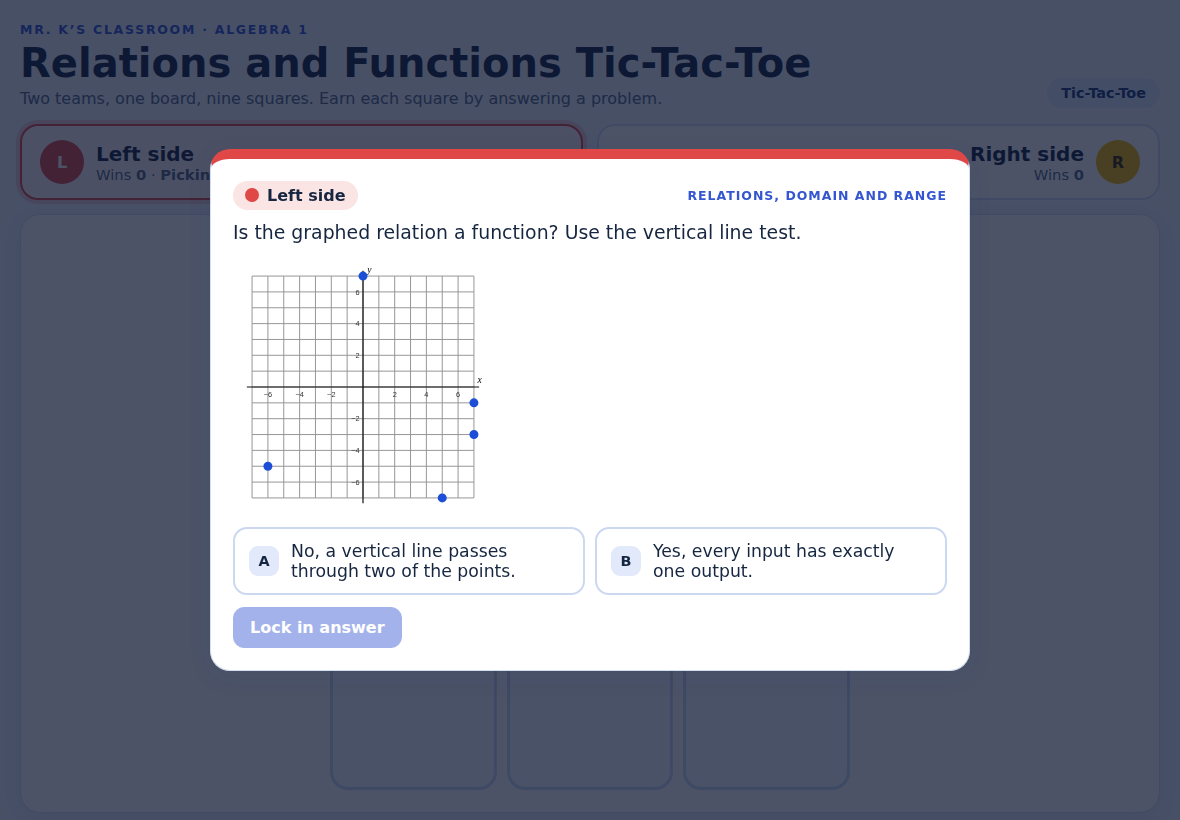 MR. K’S CLASSROOM · ALGEBRA 1
Relations and Functions Tic-Tac-Toe
Two teams, one board, nine squares. Earn each square by answering a problem.
Tic-Tac-Toe
L
Left side
Wins 0 · Pickin
Right side
Wins 0
R
Left side
RELATIONS, DOMAIN AND RANGE
Is the graphed relation a function? Use the vertical line test.
y
6
4
2
x
−6 −4 −2 2 4 6
−2
−4
−6
A
No, a vertical line passes
through two of the points.
B
Yes, every input has exactly
one output.
Lock in answer